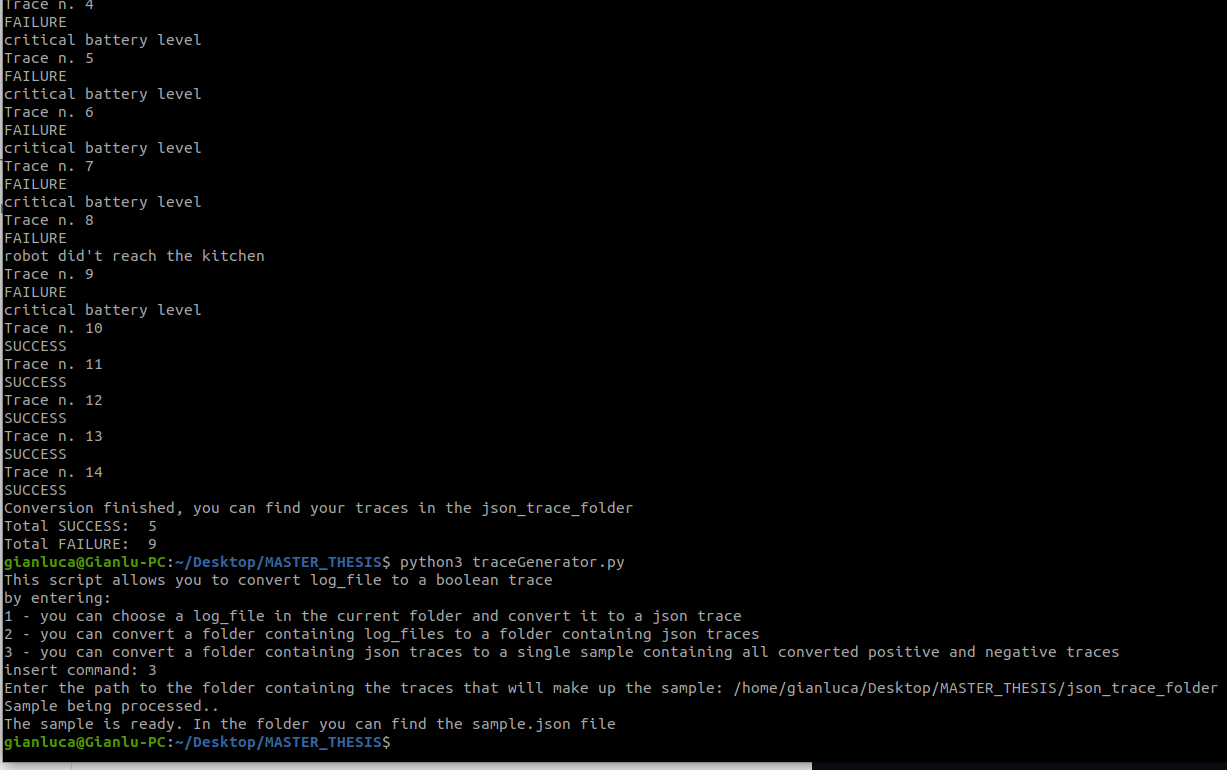 Trace n. 4
FAILURE
critical battery level
Trace n. 5
FAILURE
critical battery level
Trace n. 6
FAILURE
critical battery level
Trace n. 7
FAILURE
critical battery level
Trace n. 8
FAILURE
robot did't reach the kitchen
Trace n. 9
FAILURE
critical battery level
Trace n. 10
SUCCESS
Trace n. 11
SUCCESS
Trace n. 12
SUCCESS
Trace n. 13
SUCCESS
Trace n. 14
SUCCESS
Conversion finished, you can find your traces in the json_trace_folder
Total SUCCESS:  5
Total FAILURE:  9
gianluca@Gianlu-PC:~/Desktop/MASTER_THESIS$ python3 traceGenerator.py
This script allows you to convert log_file to a boolean trace
by entering:
1 - you can choose a log_file in the current folder and convert it to a json trace
2 - you can convert a folder containing log_files to a folder containing json traces
3 - you can convert a folder containing json traces to a single sample containing all converted positive and negative traces
insert command: 3
Enter the path to the folder containing the traces that will make up the sample: /home/gianluca/Desktop/MASTER_THESIS/json_trace_folder
Sample being processed..
The sample is ready. In the folder you can find the sample.json file
gianluca@Gianlu-PC:~/Desktop/MASTER_THESIS$